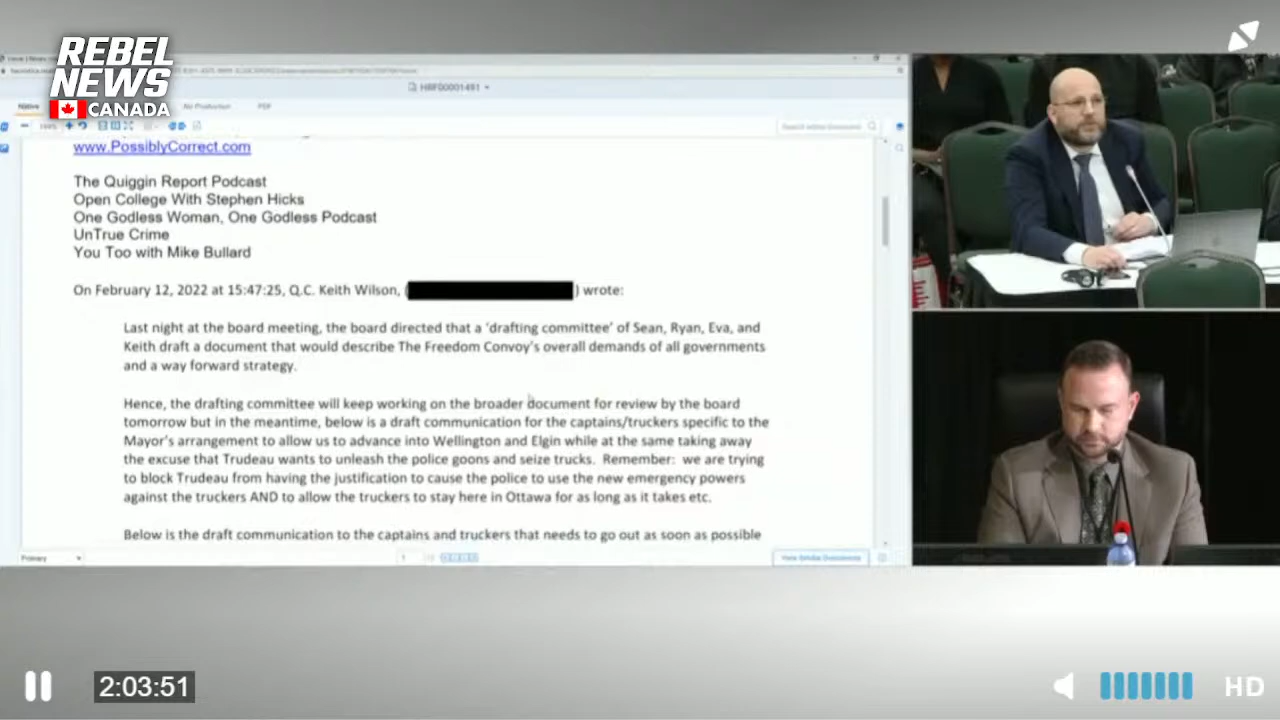 REBEL
NEWS
CANADA
HRF00001491
Native
Production
PDF
www.PossiblyCorrect.com
The Quiggin Report Podcast
Open College With Stephen Hicks
One Godless Woman, One Godless Podcast
UnTrue Crime
You Too with Mike Bullard
On February 12, 2022 at 15:47:25, Q.C. Keith Wilson, ( ) wrote:
Last night at the board meeting, the board directed that a 'drafting committee' of Sean, Ryan, Eva, and
Keith draft a document that would describe The Freedom Convoy's overall demands of all governments
and a way forward strategy.
Hence, the drafting committee will keep working on the broader document for review by the board
tomorrow but in the meantime, below is a draft communication for the captains/truckers specific to the
Mayor's arrangement to allow us to advance into Wellington and Elgin while at the same taking away
the excuse that Trudeau wants to unleash the police goons and seize trucks. Remember: we are trying
to block Trudeau from having the justification to cause the police to use the new emergency powers
against the truckers AND to allow the truckers to stay here in Ottawa for as long as it takes etc.
Below is the draft communication to the captains and truckers that needs to go out as soon as possible
Primary
1
View Similar Documents
2:03:51
HD